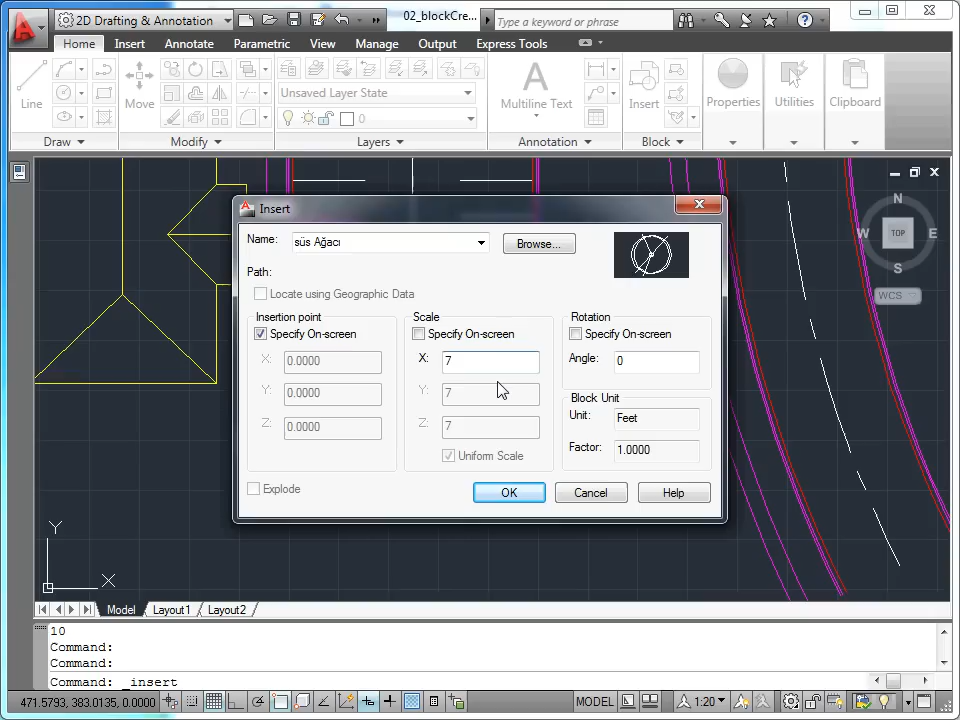 2D Drafting & Annotation
02_blockCre...
Type a keyword or phrase
Home Insert Annotate Parametric View Manage Output Express Tools
Line Move Unsaved Layer State Multiline Text Insert Properties Utilities Clipboard
0
Draw Modify Layers Annotation Block
Insert
Name: süs Ağacı Browse...
Path:
Locate using Geographic Data
Insertion point Scale Rotation
Specify On-screen Specify On-screen Specify On-screen
X: 0.0000 X: 7 Angle: 0
Y: 0.0000 Y: 7
Z: 0.0000 Z: 7
Block Unit
Unit: Feet
Factor: 1.0000
Uniform Scale
Explode OK Cancel Help
N
W TOP E
S
WCS
Y
X
Model Layout1 Layout2
10
Command:
Command:
Command: _insert
471.5793, 383.0135, 0.0000 MODEL 1:20